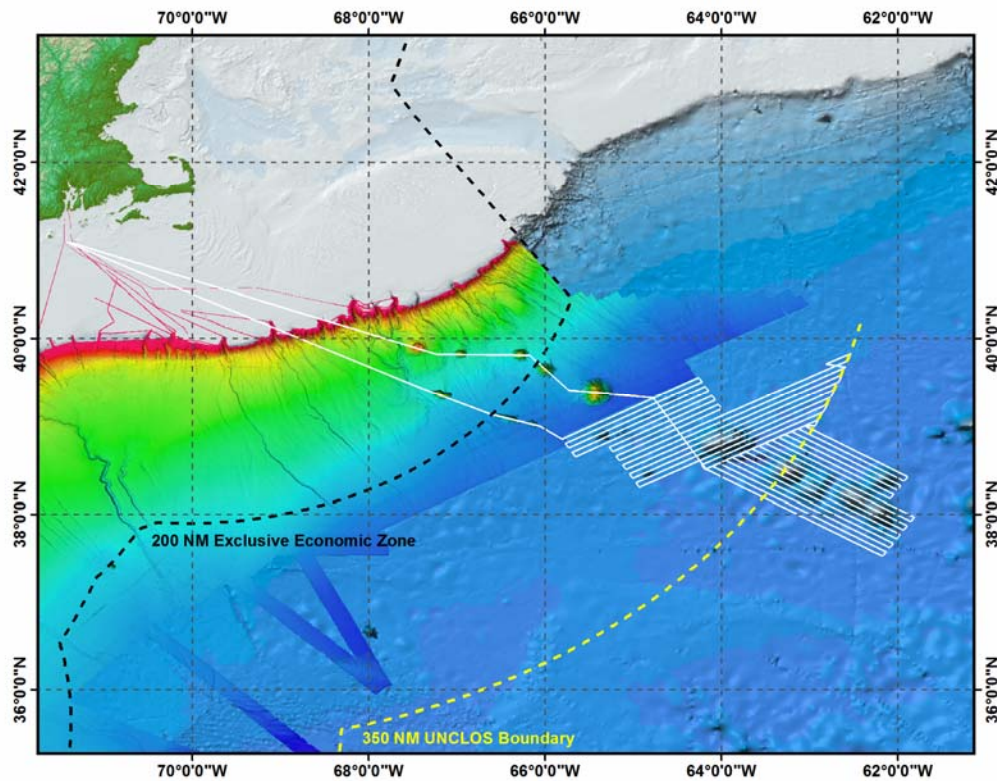 70°0'0"W 68°0'0"W 66°0'0"W 64°0'0"W 62°0'0"W
42°0'0"N 42°0'0"N
40°0'0"N 40°0'0"N
38°0'0"N 38°0'0"N
200 NM Exclusive Economic Zone
36°0'0"N 36°0'0"N
350 NM UNCLOS Boundary
70°0'0"W 68°0'0"W 66°0'0"W 64°0'0"W 62°0'0"W